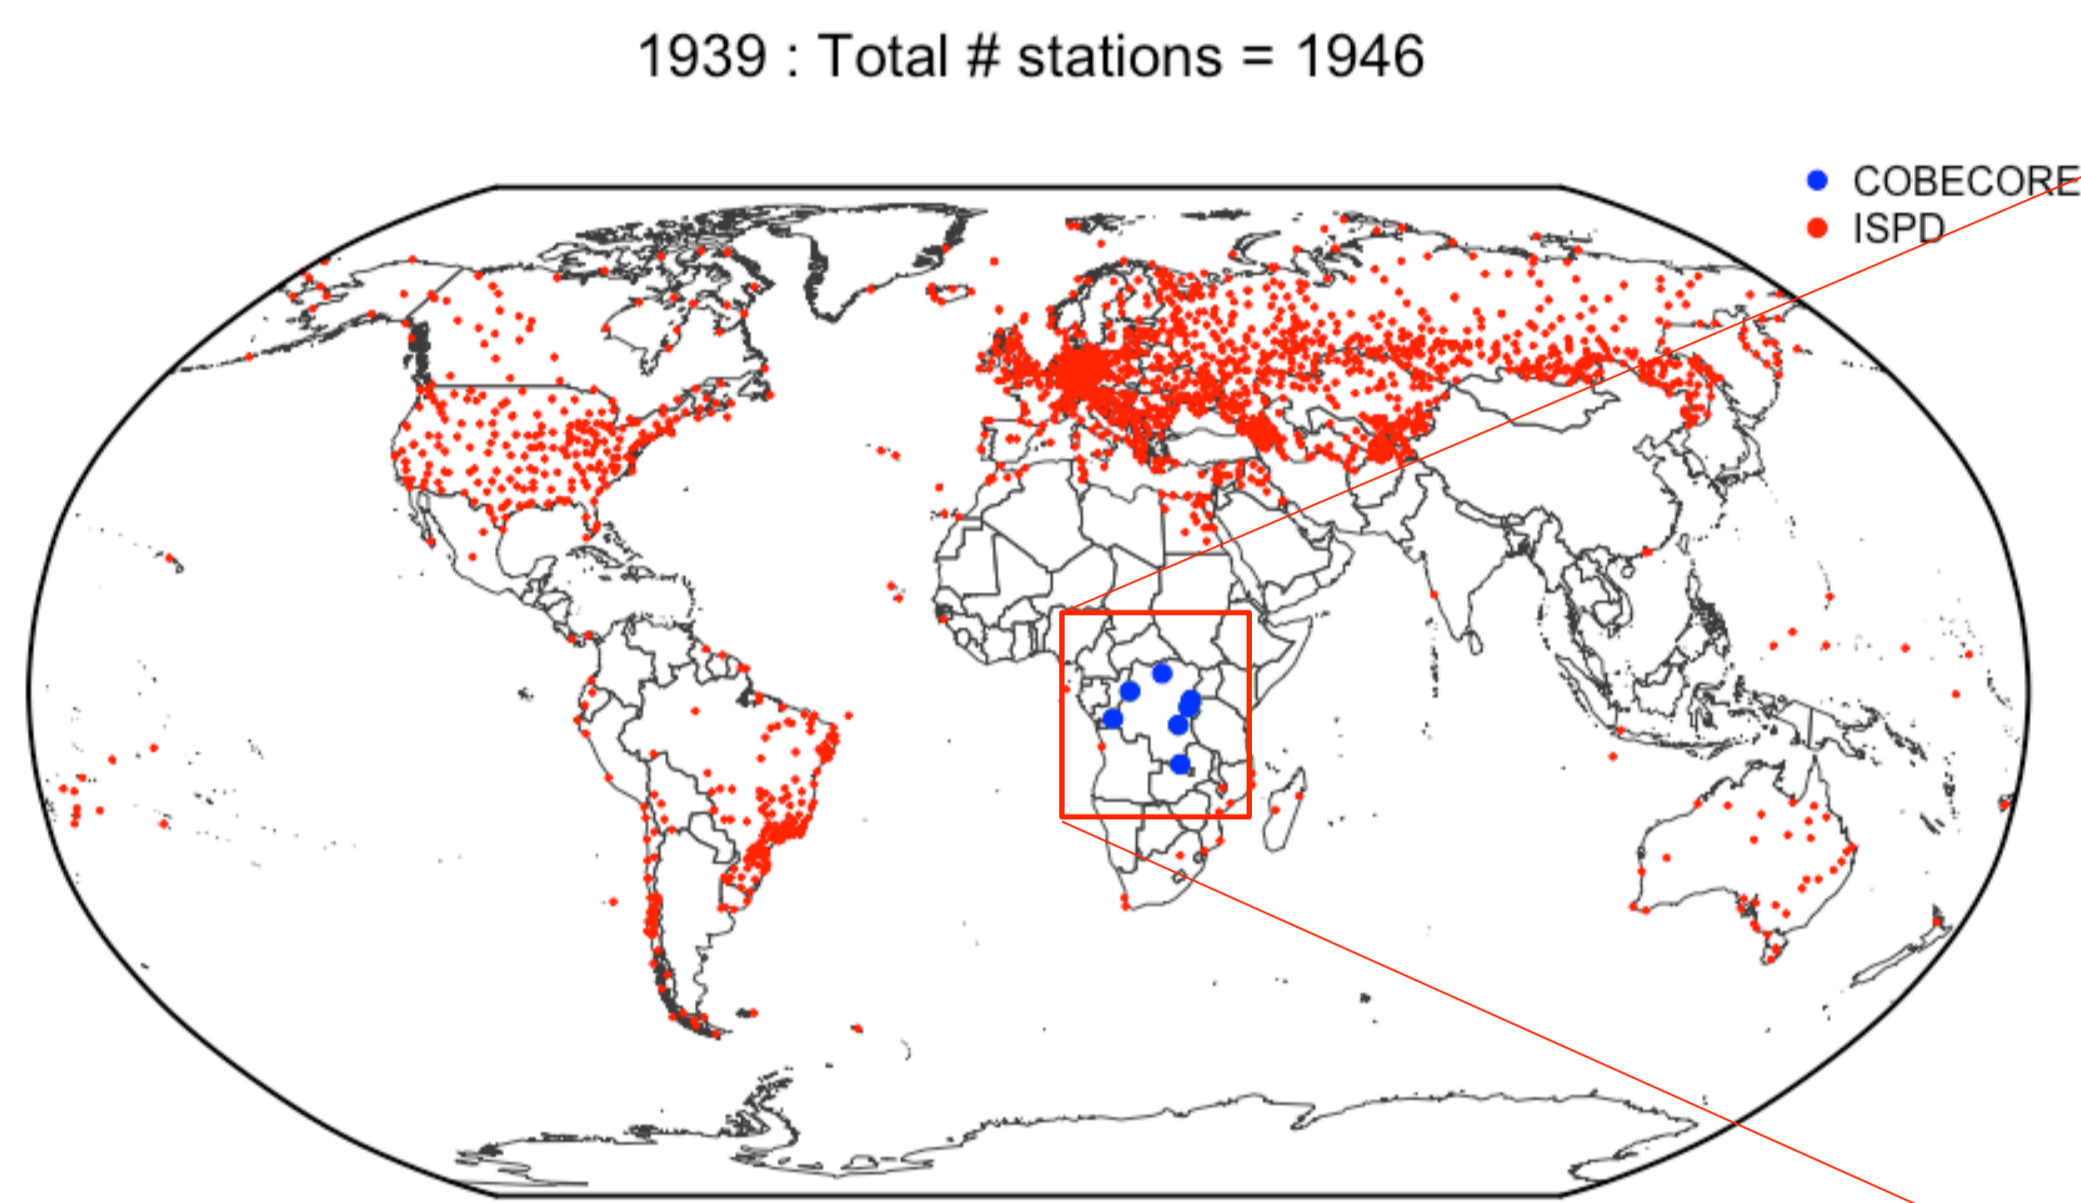 1939 : Total # stations = 1946
COBECORE
ISPD